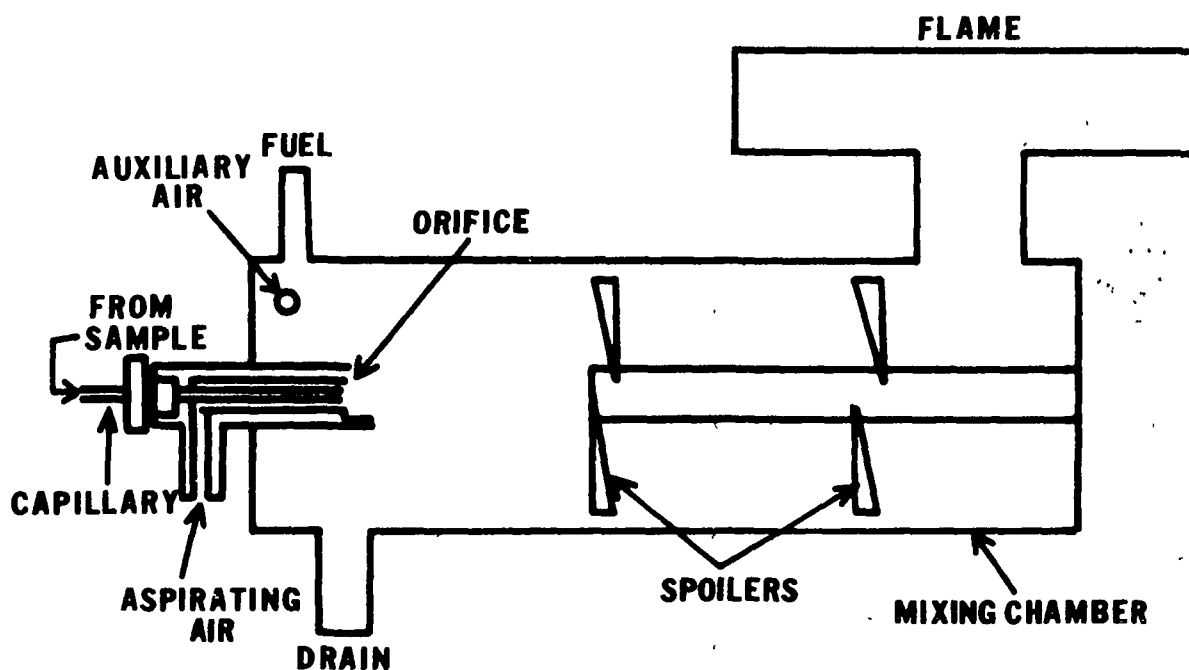 FLAME
FUEL
AUXILIARY
AIR
ORIFICE
FROM
SAMPLE
CAPILLARY
ASPIRATING
AIR
DRAIN
SPOILERS
MIXING CHAMBER